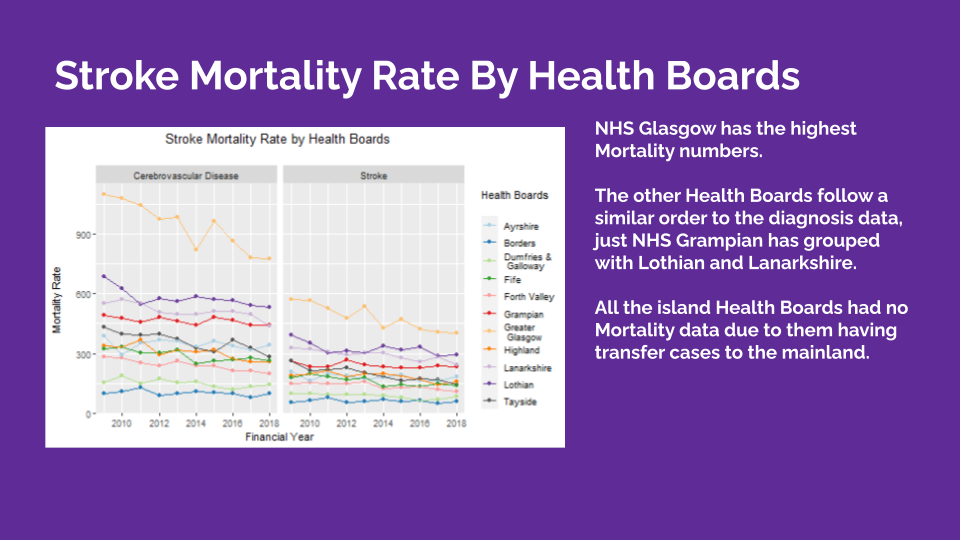 Stroke Mortality Rate By Health Boards
NHS Glasgow has the highest
Mortality numbers.
The other Health Boards follow a
similar order to the diagnosis data,
just NHS Grampian has grouped
with Lothian and Lanarkshire.
All the island Health Boards had no
Mortality data due to them having
transfer cases to the mainland.
Stroke Mortality Rate by Health Boards
Cerebrovascular Disease
Stroke
Mortality Rate
900
600
300
0
2010 2012 2014 2016 2018
2010 2012 2014 2016 2018
Financial Year
Health Boards
Ayrshire
Borders
Dumfries &
Galloway
Fife
Forth Valley
Grampian
Greater
Glasgow
Highland
Lanarkshire
Lothian
Tayside